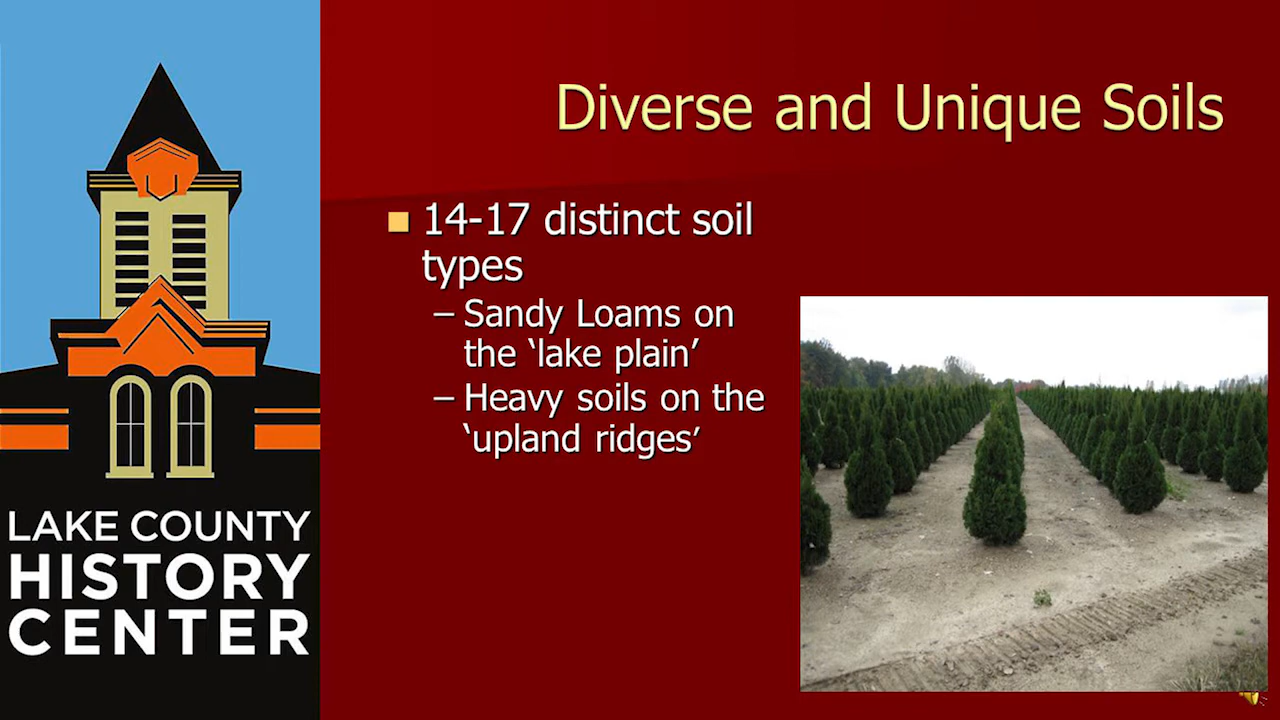 Diverse and Unique Soils
14-17 distinct soil
types
– Sandy Loams on
the ‘lake plain’
– Heavy soils on the
‘upland ridges’
LAKE COUNTY
HISTORY
CENTER